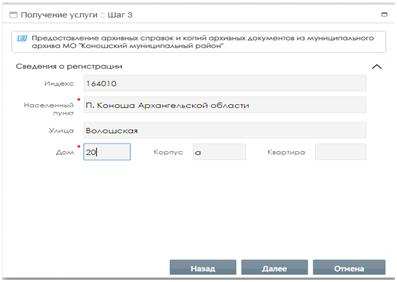 Получение услуги :: Шаг 3
Предоставление архивных справок и копий архивных документов из муниципального
архива МО "Коношский муниципальный район"
Сведения о регистрации
Индекс 164010
Населенный пункт * П. Коноша Архангельской области
Улица Волошская
Дом * 20 Корпус а Квартира
Назад Далее Отмена